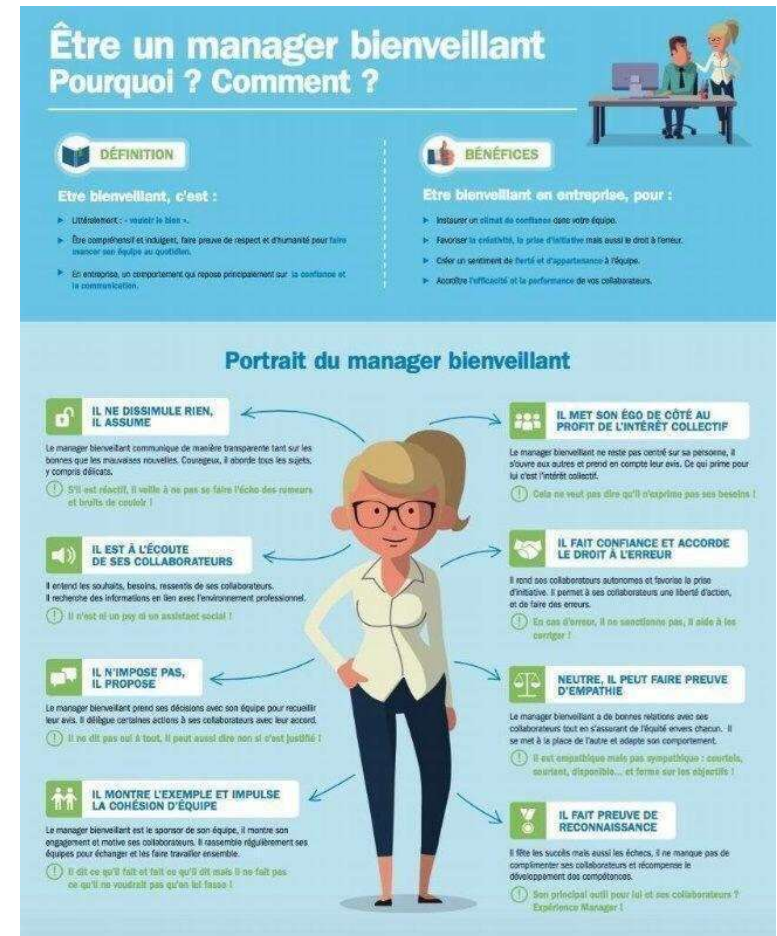 Être un manager bienveillant
Pourquoi ? Comment ?
DÉFINITION
Etre bienveillant, c'est :
Littéralement : « vouloir le bien ».
Être compréhensif et indulgent, faire preuve de respect et d'humanité pour faire
avancer son équipe au quotidien.
En entreprise, un comportement qui repose principalement sur la confiance et
la communication.
BÉNÉFICES
Etre bienveillant en entreprise, pour :
Instaurer un climat de confiance dans votre équipe.
Favoriser la créativité, la prise d'initiative mais aussi le droit à l'erreur.
Créer un sentiment de fierté et d'appartenance à l'équipe.
Accroître l'efficacité et la performance de vos collaborateurs.
Portrait du manager bienveillant
IL NE DISSIMULE RIEN,
IL ASSUME
Le manager bienveillant communique de manière transparente tant sur les
bonnes que les mauvaises nouvelles. Courageux, il aborde tous les sujets,
y compris délicats.
S'il est réactif, il veille à ne pas se faire l'écho des rumeurs
et bruits de couloir !
IL EST À L'ÉCOUTE
DE SES COLLABORATEURS
Il entend les souhaits, besoins, ressentis de ses collaborateurs.
Il recherche des informations en lien avec l'environnement professionnel.
Il n'est ni un psy ni un assistant social !
IL N'IMPOSE PAS,
IL PROPOSE
Le manager bienveillant prend ses décisions avec son équipe pour recueillir
leur avis. Il délègue certaines actions à ses collaborateurs avec leur accord.
Il ne dit pas oui à tout, il peut aussi dire non si c'est justifié !
IL MONTRE L'EXEMPLE ET IMPULSE
LA COHÉSION D'ÉQUIPE
Le manager bienveillant est le sponsor de son équipe, il montre son
engagement et motive ses collaborateurs. Il rassemble régulièrement ses
équipes pour échanger et les faire travailler ensemble.
Il dit ce qu'il fait et fait ce qu'il dit mais il ne fait pas
ce qu'il ne voudrait pas qu'on lui fasse !
IL MET SON ÉGO DE CÔTÉ AU
PROFIT DE L'INTÉRÊT COLLECTIF
Le manager bienveillant ne reste pas centré sur sa personne, il
s'ouvre aux autres et prend en compte leur avis. Ce qui prime pour
lui c'est l'intérêt collectif.
Cela ne veut pas dire qu'il n'exprime pas ses besoins !
IL FAIT CONFIANCE ET ACCORDE
LE DROIT À L'ERREUR
Il rend ses collaborateurs autonomes et favorise la prise
d'initiative. Il permet à ses collaborateurs une liberté d'action,
et de faire des erreurs.
En cas d'erreur, il ne sanctionne pas, il aide à les
corriger !
NEUTRE, IL PEUT FAIRE PREUVE
D'EMPATHIE
Le manager bienveillant a de bonnes relations avec ses
collaborateurs tout en s'assurant de l'équité envers chacun. Il
se met à la place de l'autre et adapte son comportement.
Il est empathique mais pas sympathique : courtois,
souriant, disponible... et ferme sur les objectifs !
IL FAIT PREUVE DE
RECONNAISSANCE
Il fête les succès mais aussi les échecs, il ne manque pas de
complimenter ses collaborateurs et récompense le
développement des compétences.
Son principal outil pour lui et ses collaborateurs ?
Expérience Manager !